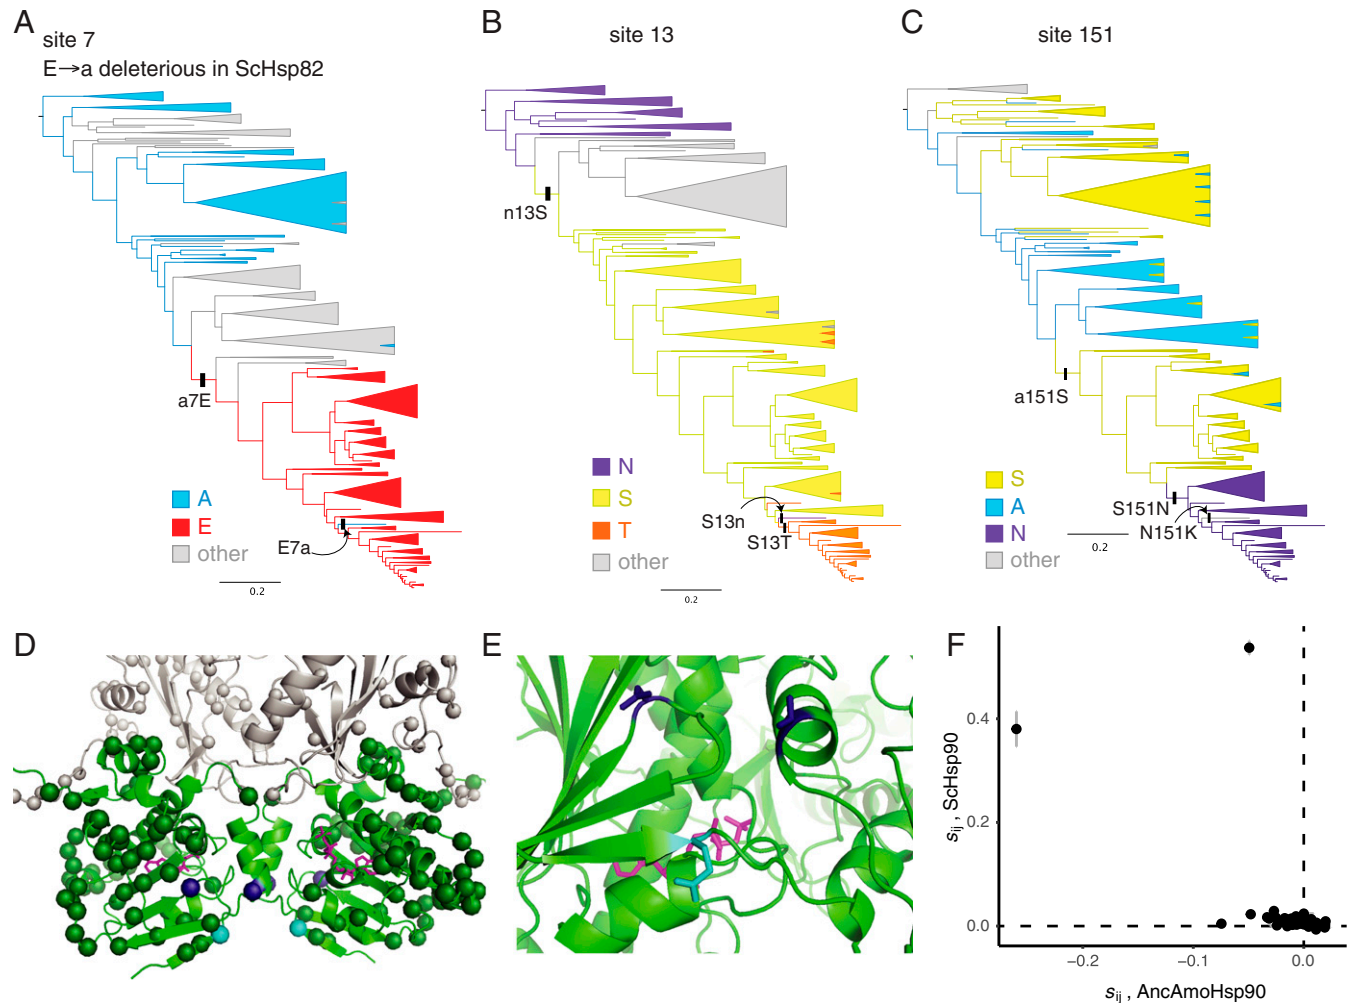 A
site 7
E→a deleterious in ScHsp82
a7E
E7a
A
E
other
0.2
B
site 13
n13S
S13n
S13T
N
S
T
other
0.2
C
site 151
a151S
S151N
N151K
S
A
N
other
0.2
D
E
F
0.4
0.2
0.0
sij , ScHsp90
−0.2
−0.1
0.0
sij , AncAmoHsp90